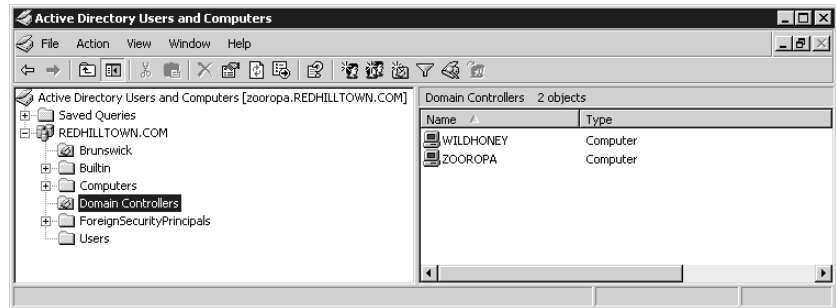 Active Directory Users and Computers
File Action View Window Help
Active Directory Users and Computers [zooropa.REDHILLTOWN.COM]
Saved Queries
REDHILLTOWN.COM
Brunswick
Builtin
Computers
Domain Controllers
ForeignSecurityPrincipals
Users
Domain Controllers 2 objects
Name Type
WILDHONEY Computer
ZOOROPA Computer